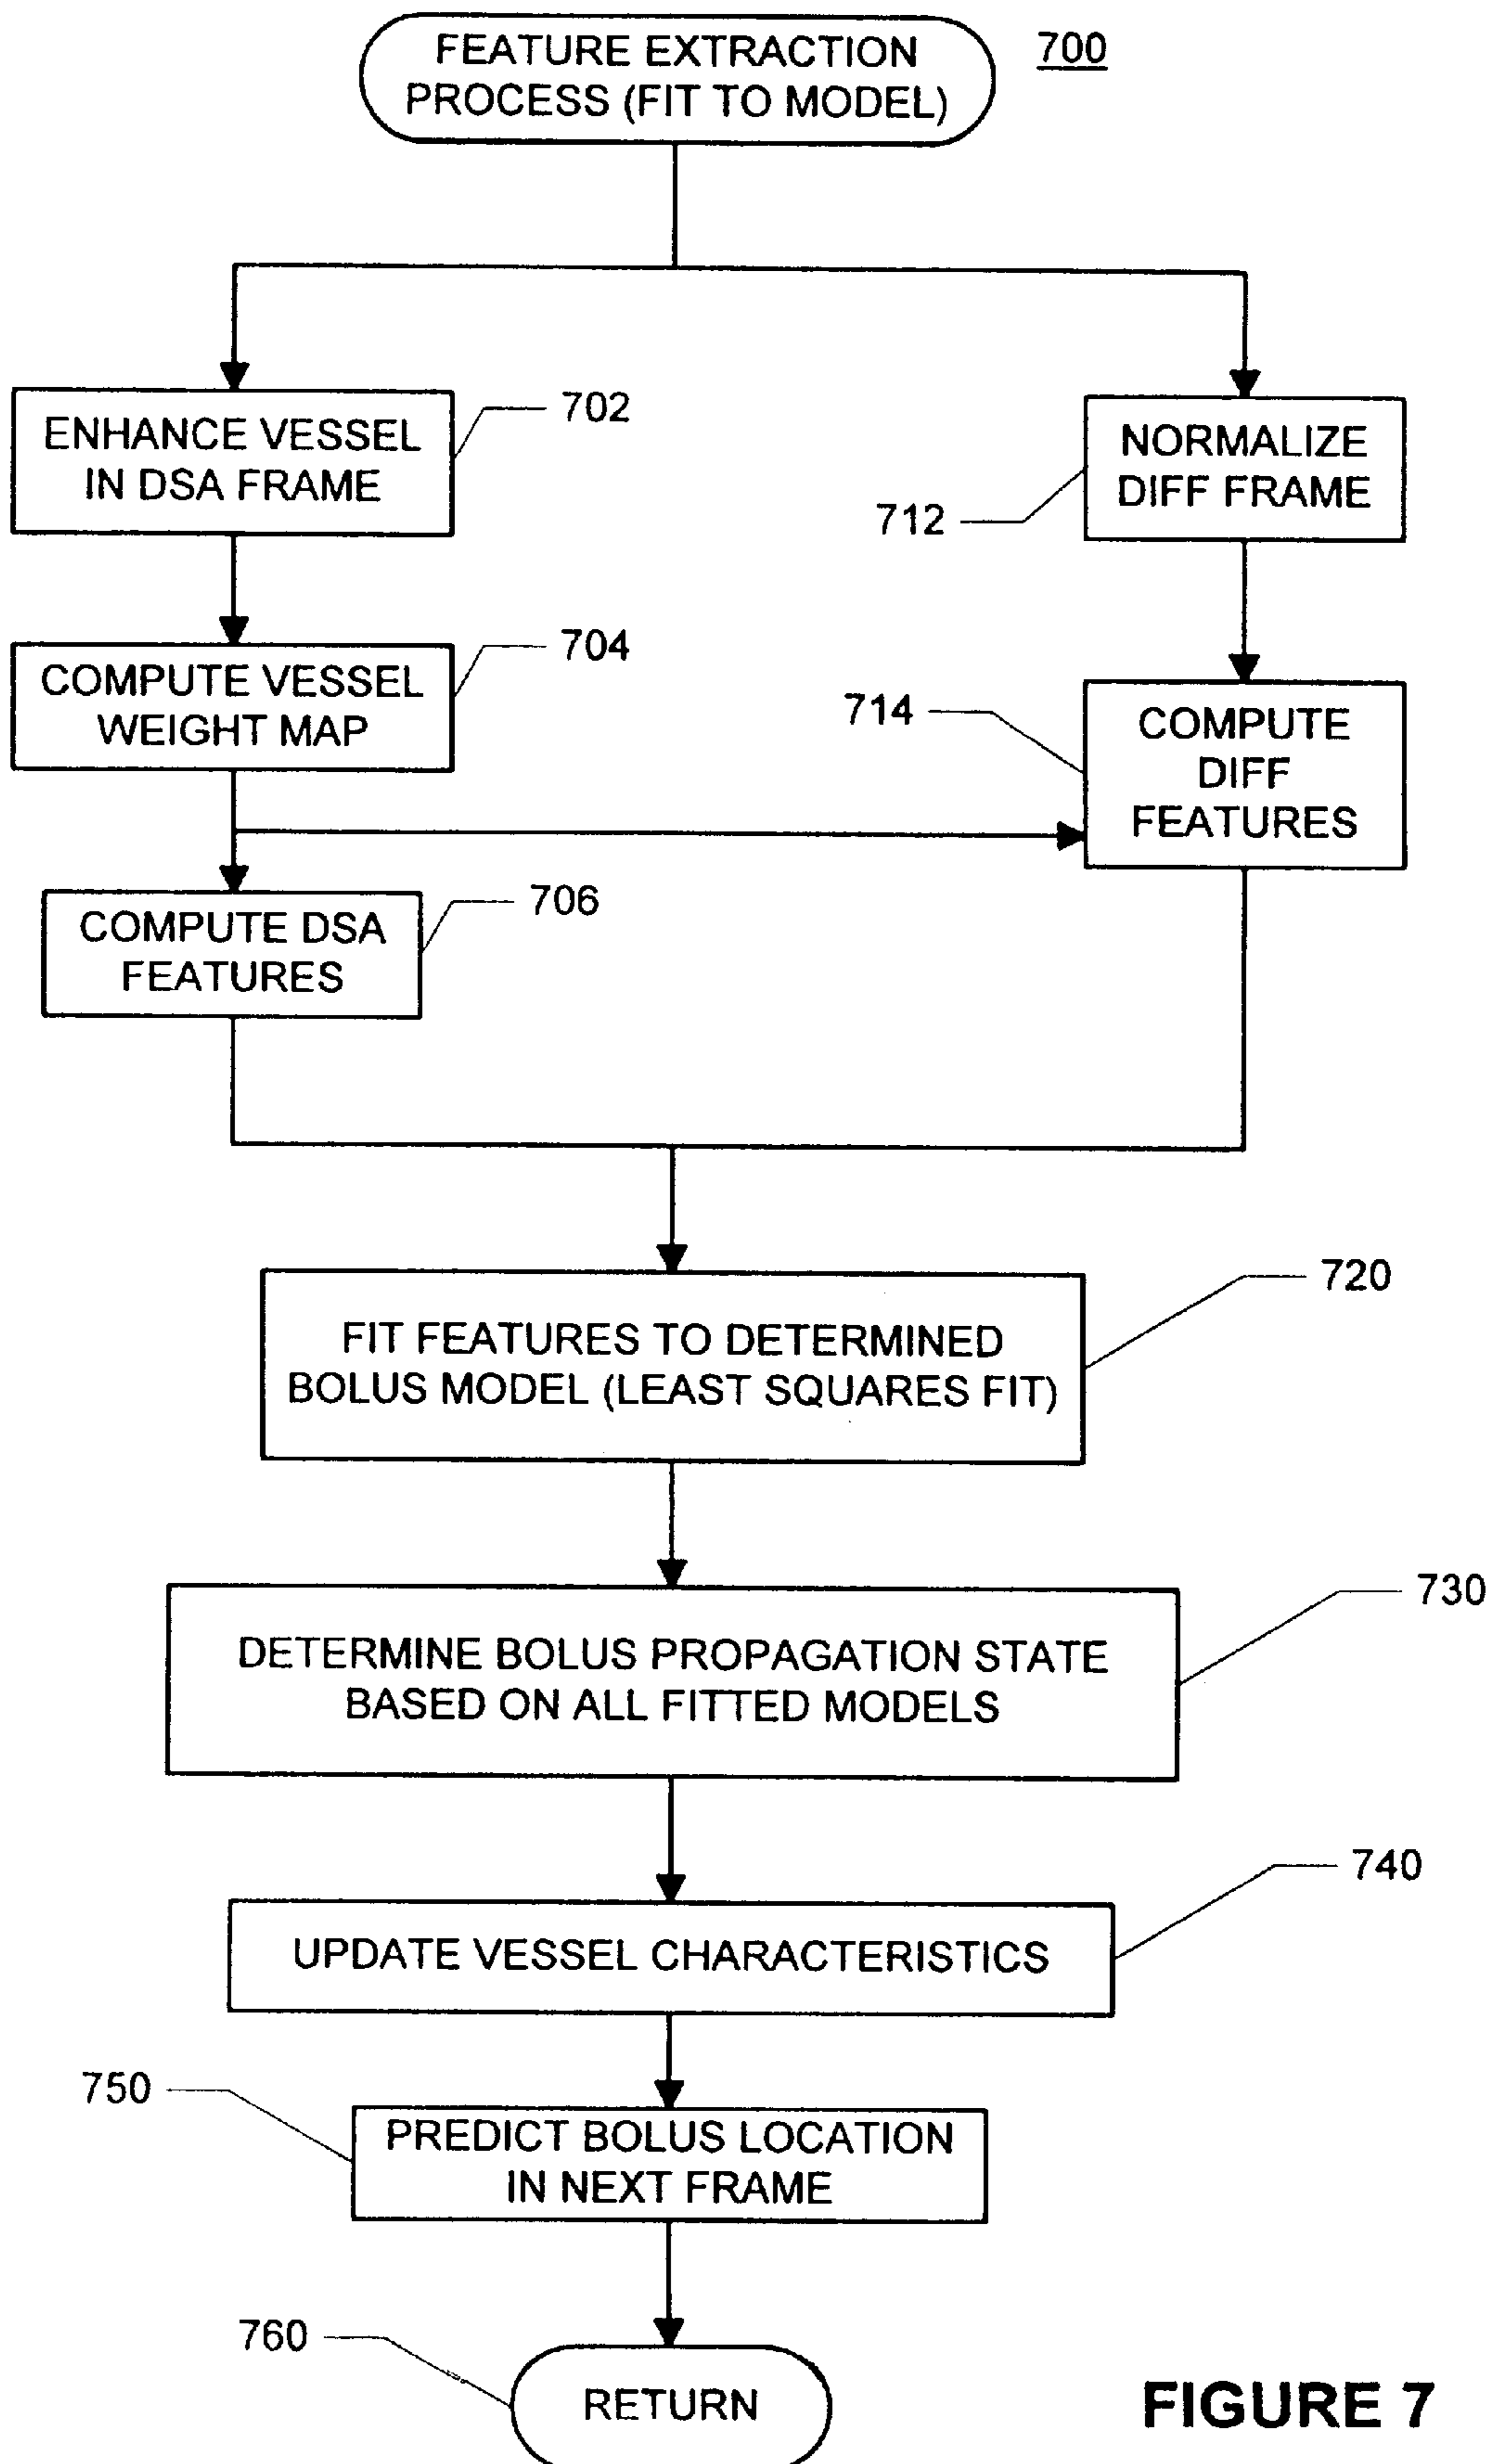 FEATURE EXTRACTION
PROCESS (FIT TO MODEL)
700
ENHANCE VESSEL
IN DSA FRAME
702
NORMALIZE
DIFF FRAME
712
COMPUTE VESSEL
WEIGHT MAP
704
COMPUTE
DIFF
FEATURES
714
COMPUTE DSA
FEATURES
706
FIT FEATURES TO DETERMINED
BOLUS MODEL (LEAST SQUARES FIT)
720
DETERMINE BOLUS PROPAGATION STATE
BASED ON ALL FITTED MODELS
730
UPDATE VESSEL CHARACTERISTICS
740
750
PREDICT BOLUS LOCATION
IN NEXT FRAME
760
RETURN
FIGURE 7